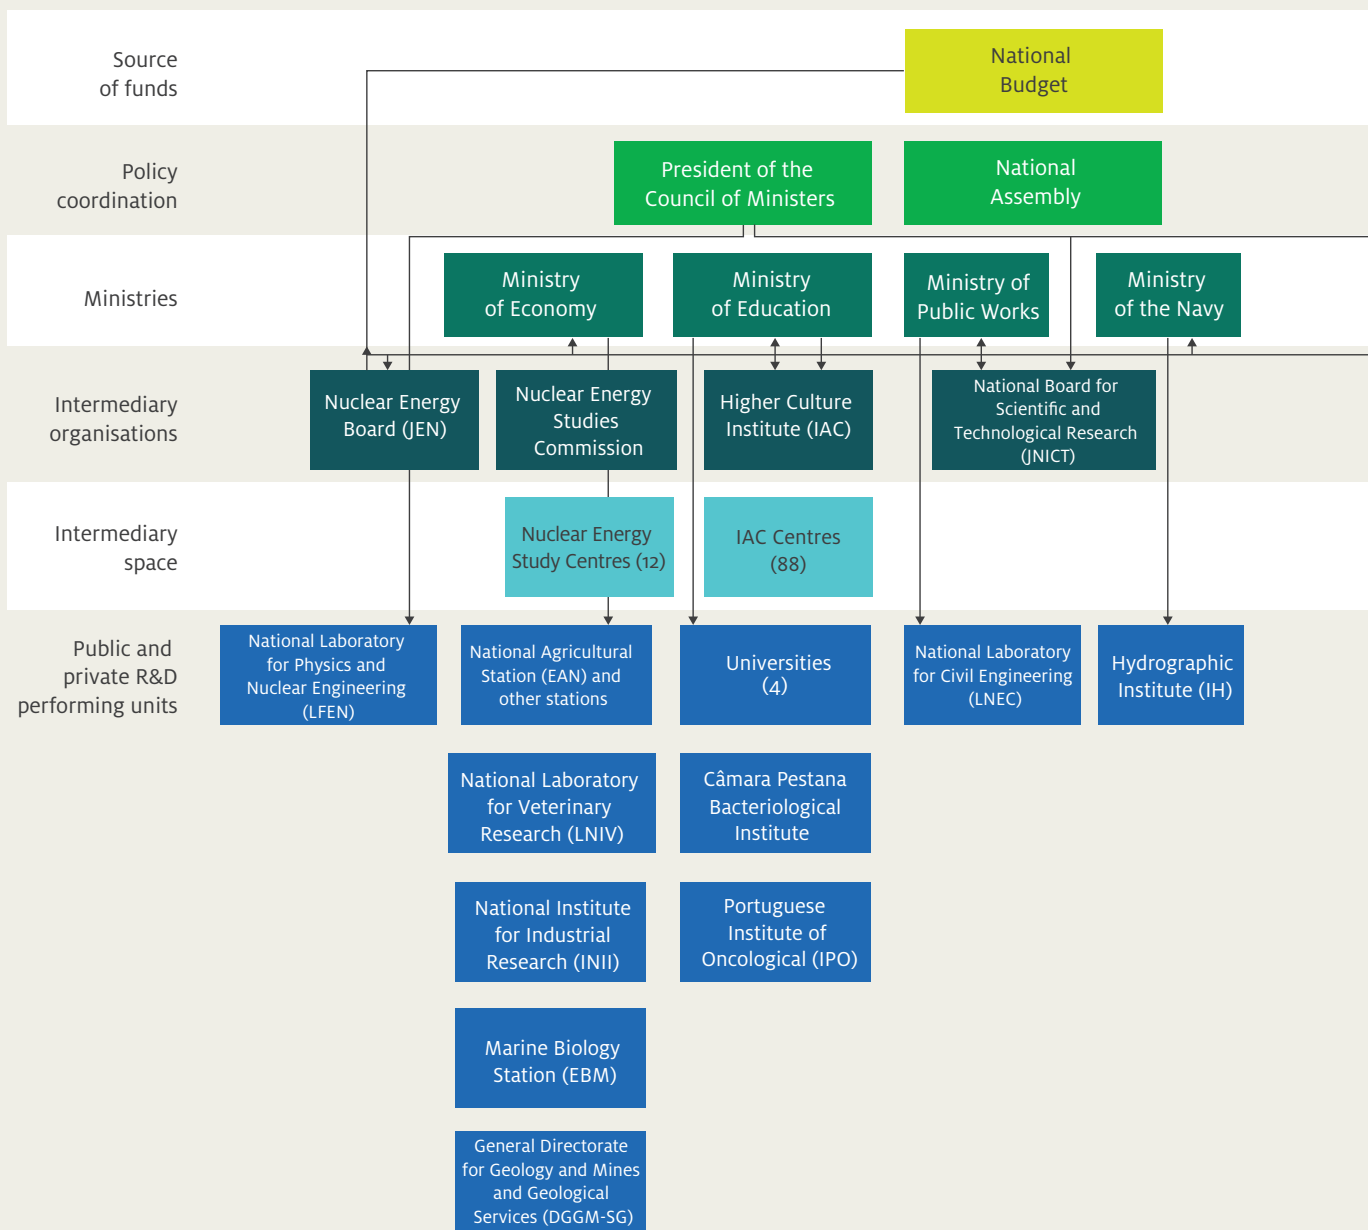 Source
of funds
National
Budget
Policy
coordination
President of the
Council of Ministers
National
Assembly
Ministries
Ministry
of Economy
Ministry
of Education
Ministry of
Public Works
Ministry
of the Navy
Intermediary
organisations
Nuclear Energy
Board (JEN)
Nuclear Energy
Studies
Commission
Higher Culture
Institute (IAC)
National Board for
Scientific and
Technological Research
(JNICT)
Intermediary
space
Nuclear Energy
Study Centres (12)
IAC Centres
(88)
Public and
private R&D
performing units
National Laboratory
for Physics and
Nuclear Engineering
(LFEN)
National Agricultural
Station (EAN) and
other stations
Universities
(4)
National Laboratory
for Civil Engineering
(LNEC)
Hydrographic
Institute (IH)
National Laboratory
for Veterinary
Research (LNIV)
Câmara Pestana
Bacteriological
Institute
National Institute
for Industrial
Research (INII)
Portuguese
Institute of
Oncological (IPO)
Marine Biology
Station (EBM)
General Directorate
for Geology and Mines
and Geological
Services (DGGM-SG)